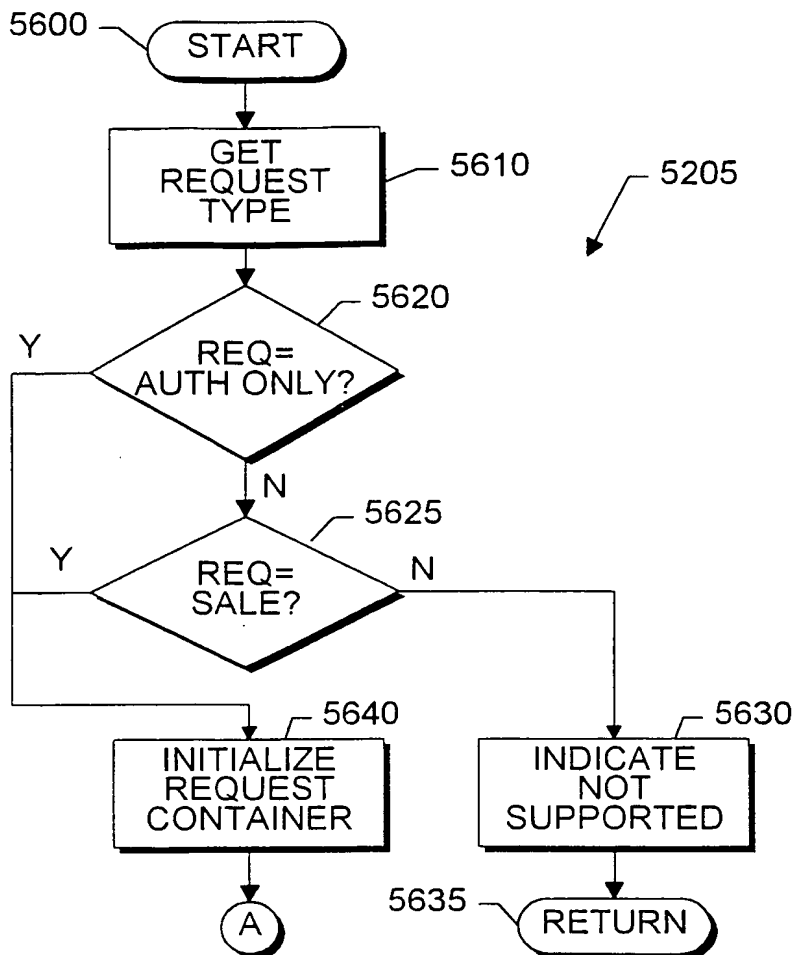 5600
START
GET
REQUEST
TYPE
5610
5205
5620
Y
REQ=
AUTH ONLY?
N
5625
Y
REQ=
SALE?
N
5640
INITIALIZE
REQUEST
CONTAINER
5630
INDICATE
NOT
SUPPORTED
A
5635
RETURN